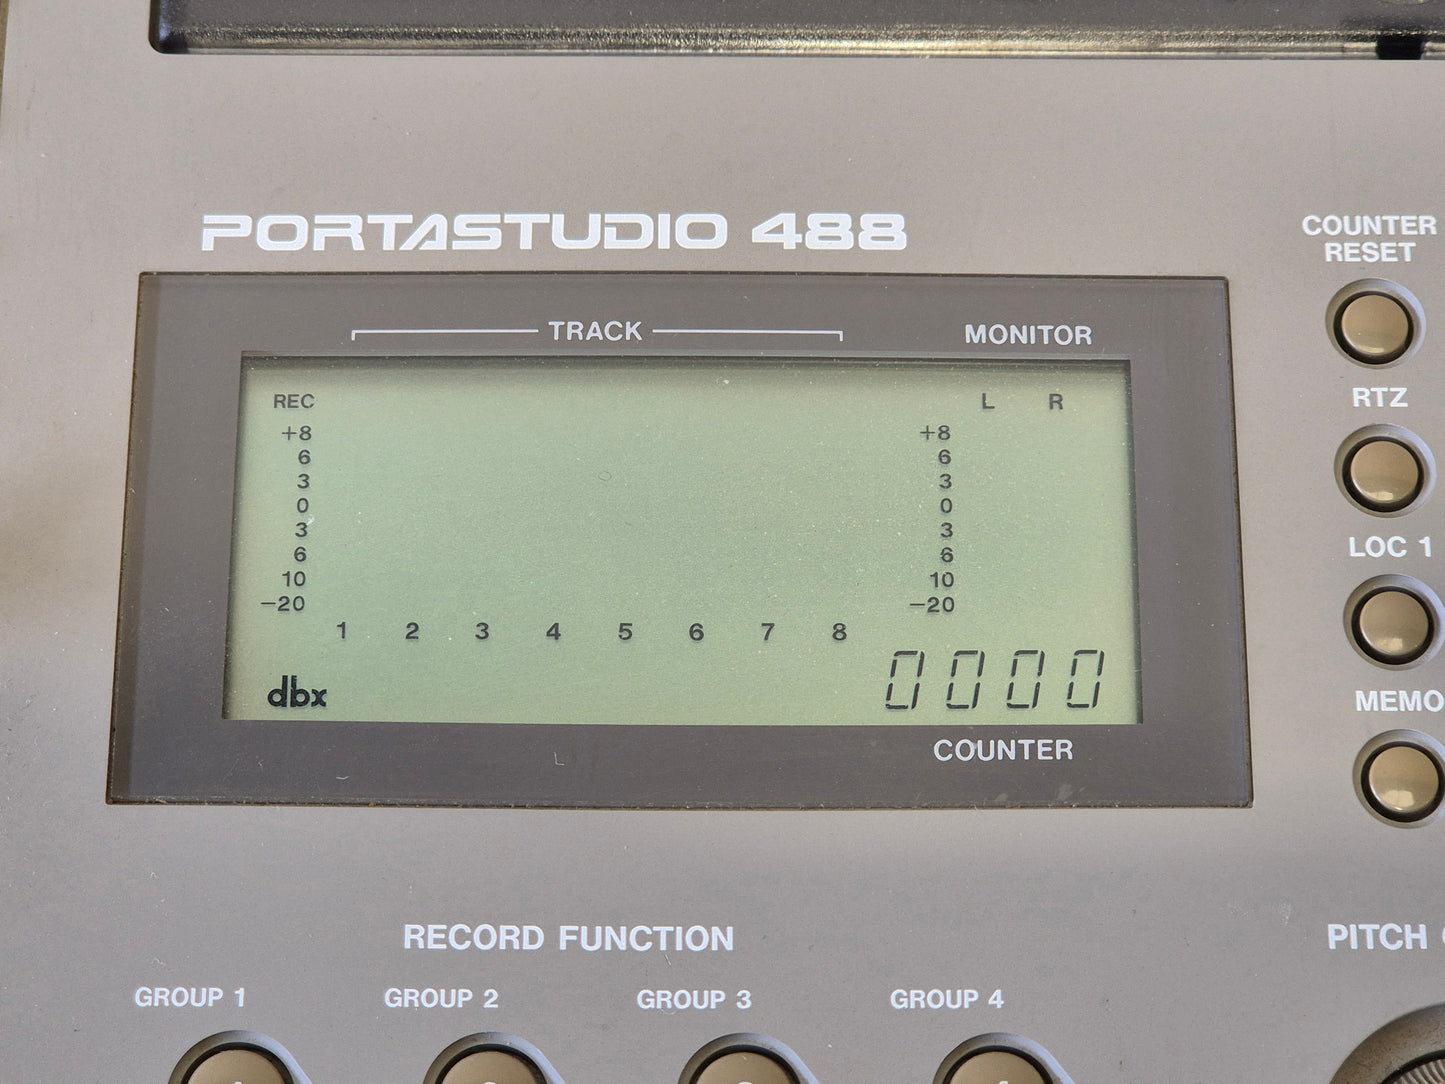 PORTASTUDIO 488
COUNTER
RESET
TRACK
MONITOR
REC
L R
+8 +8
6 6
3 3
0 0
3 3
6 6
10 10
−20 −20
1 2 3 4 5 6 7 8
dbx
0000
COUNTER
RTZ
LOC 1
MEMO
RECORD FUNCTION
PITCH
GROUP 1
GROUP 2
GROUP 3
GROUP 4